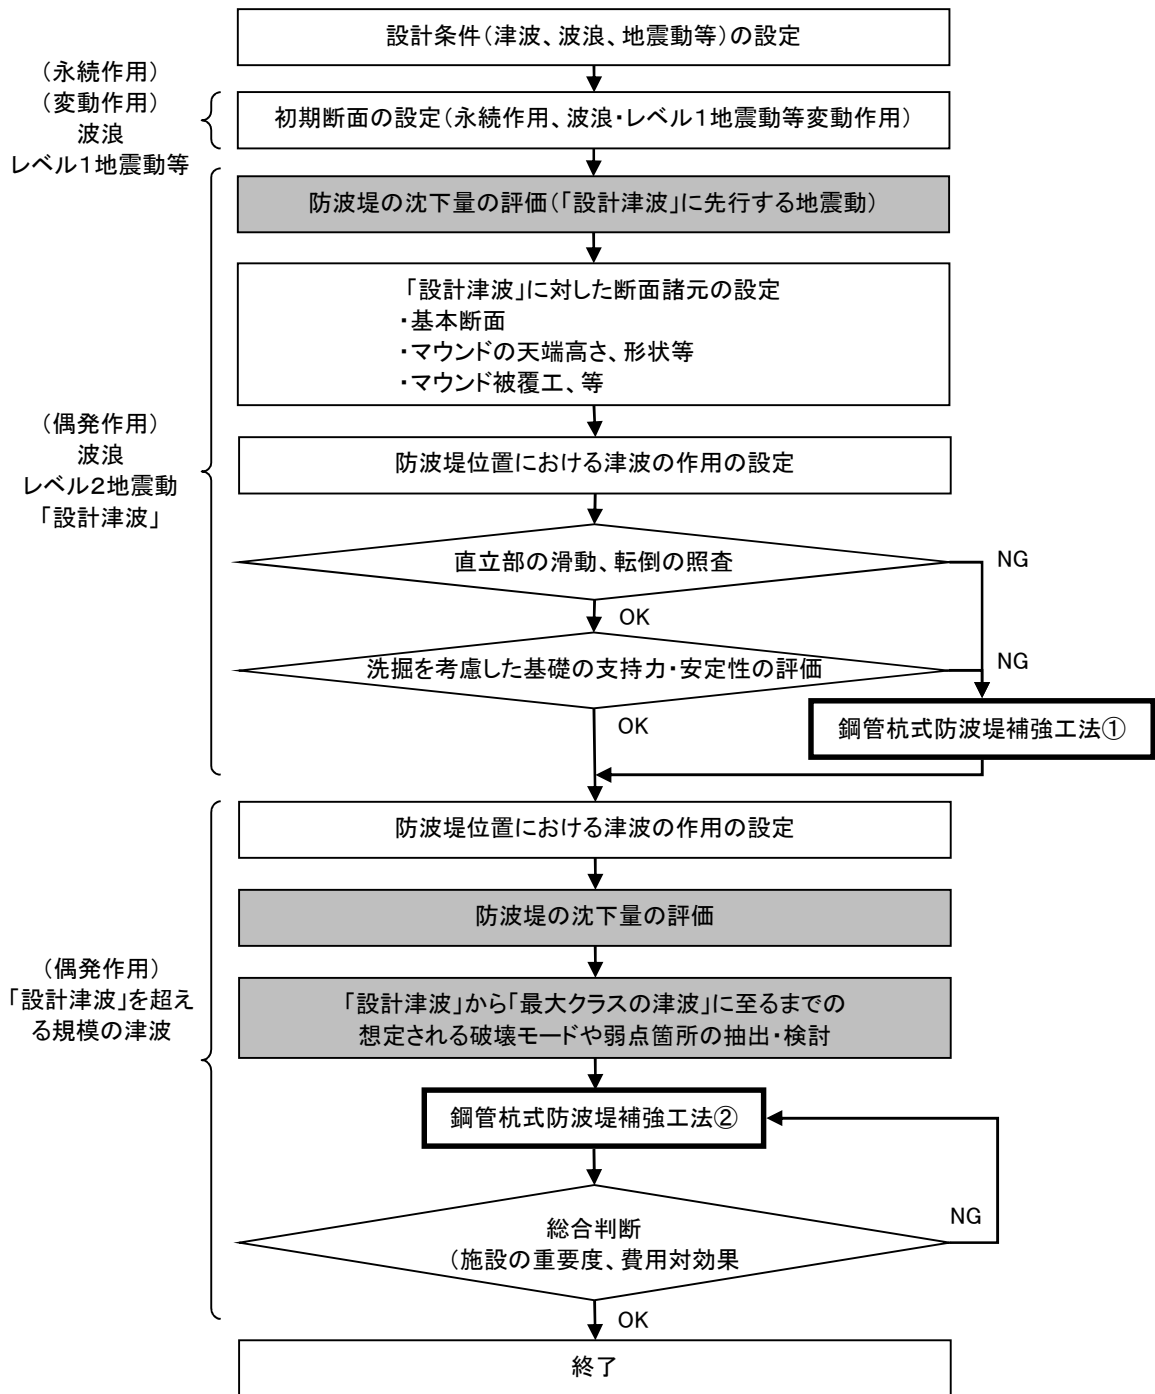 設計条件（津波、波浪、地震動等）の設定
（永続作用）
（変動作用）
波浪
レベル１地震動等
初期断面の設定（永続作用、波浪・レベル１地震動等変動作用）
防波堤の沈下量の評価（「設計津波」に先行する地震動）
「設計津波」に対した断面諸元の設定
・基本断面
・マウンドの天端高さ、形状等
・マウンド被覆工、等
（偶発作用）
波浪
レベル２地震動
「設計津波」
防波堤位置における津波の作用の設定
直立部の滑動、転倒の照査
NG
OK
洗掘を考慮した基礎の支持力・安定性の評価
NG
OK
鋼管杭式防波堤補強工法①
防波堤位置における津波の作用の設定
防波堤の沈下量の評価
（偶発作用）
「設計津波」を超え
る規模の津波
「設計津波」から「最大クラスの津波」に至るまでの
想定される破壊モードや弱点箇所の抽出・検討
鋼管杭式防波堤補強工法②
総合判断
（施設の重要度、費用対効果
NG
OK
終了